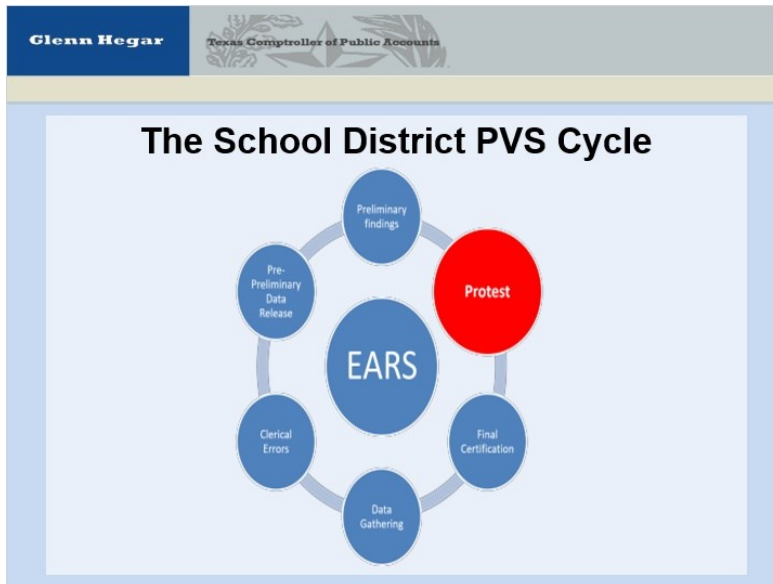 Glenn Hegar
Texas Comptroller of Public Accounts
The School District PVS Cycle
Preliminary
findings
Protest
Final
Certification
Data
Gathering
Clerical
Errors
Pre-
Preliminary
Data
Release
EARS